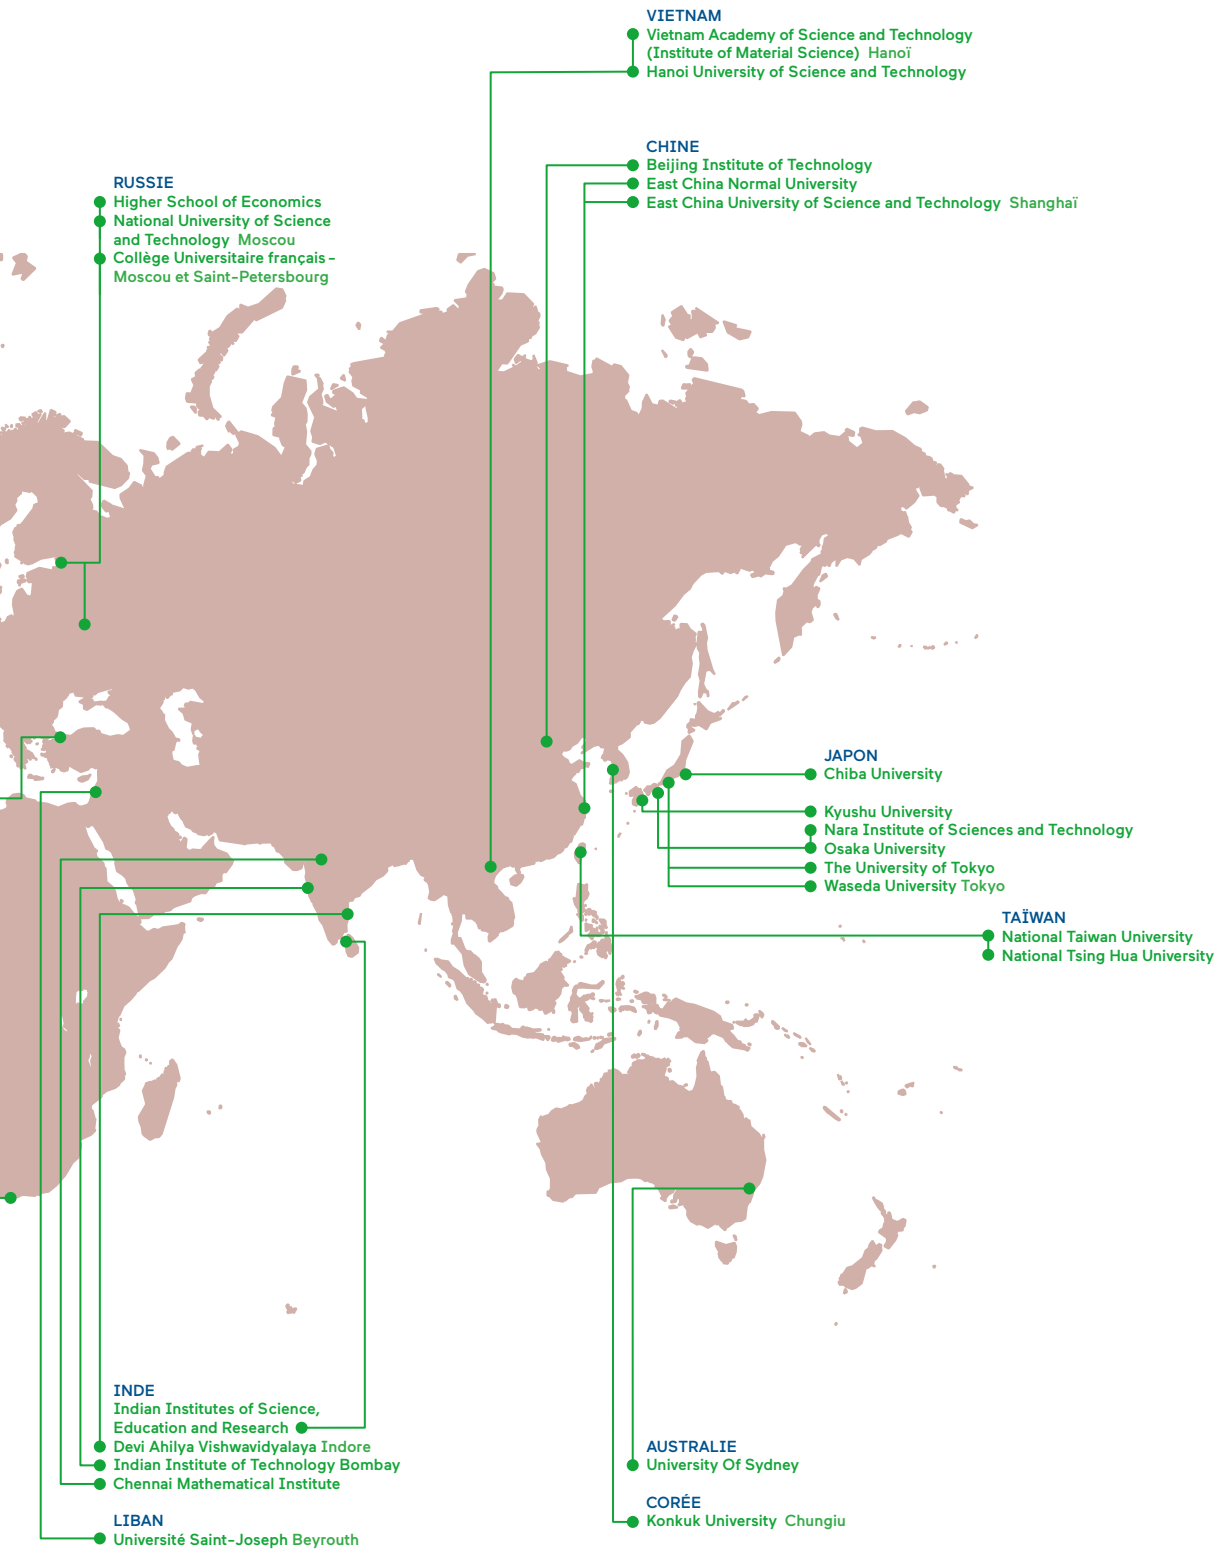 VIETNAM
Vietnam Academy of Science and Technology
(Institute of Material Science) Hanoï
Hanoi University of Science and Technology
CHINE
Beijing Institute of Technology
East China Normal University
East China University of Science and Technology Shanghaï
RUSSIE
Higher School of Economics
National University of Science
and Technology Moscou
Collège Universitaire français -
Moscou et Saint-Petersbourg
JAPON
Chiba University
Kyushu University
Nara Institute of Sciences and Technology
Osaka University
The University of Tokyo
Waseda University Tokyo
TAÏWAN
National Taiwan University
National Tsing Hua University
INDE
Indian Institutes of Science,
Education and Research
Devi Ahilya Vishwavidyalaya Indore
Indian Institute of Technology Bombay
Chennai Mathematical Institute
LIBAN
Université Saint-Joseph Beyrouth
AUSTRALIE
University Of Sydney
CORÉE
Konkuk University Chungiu